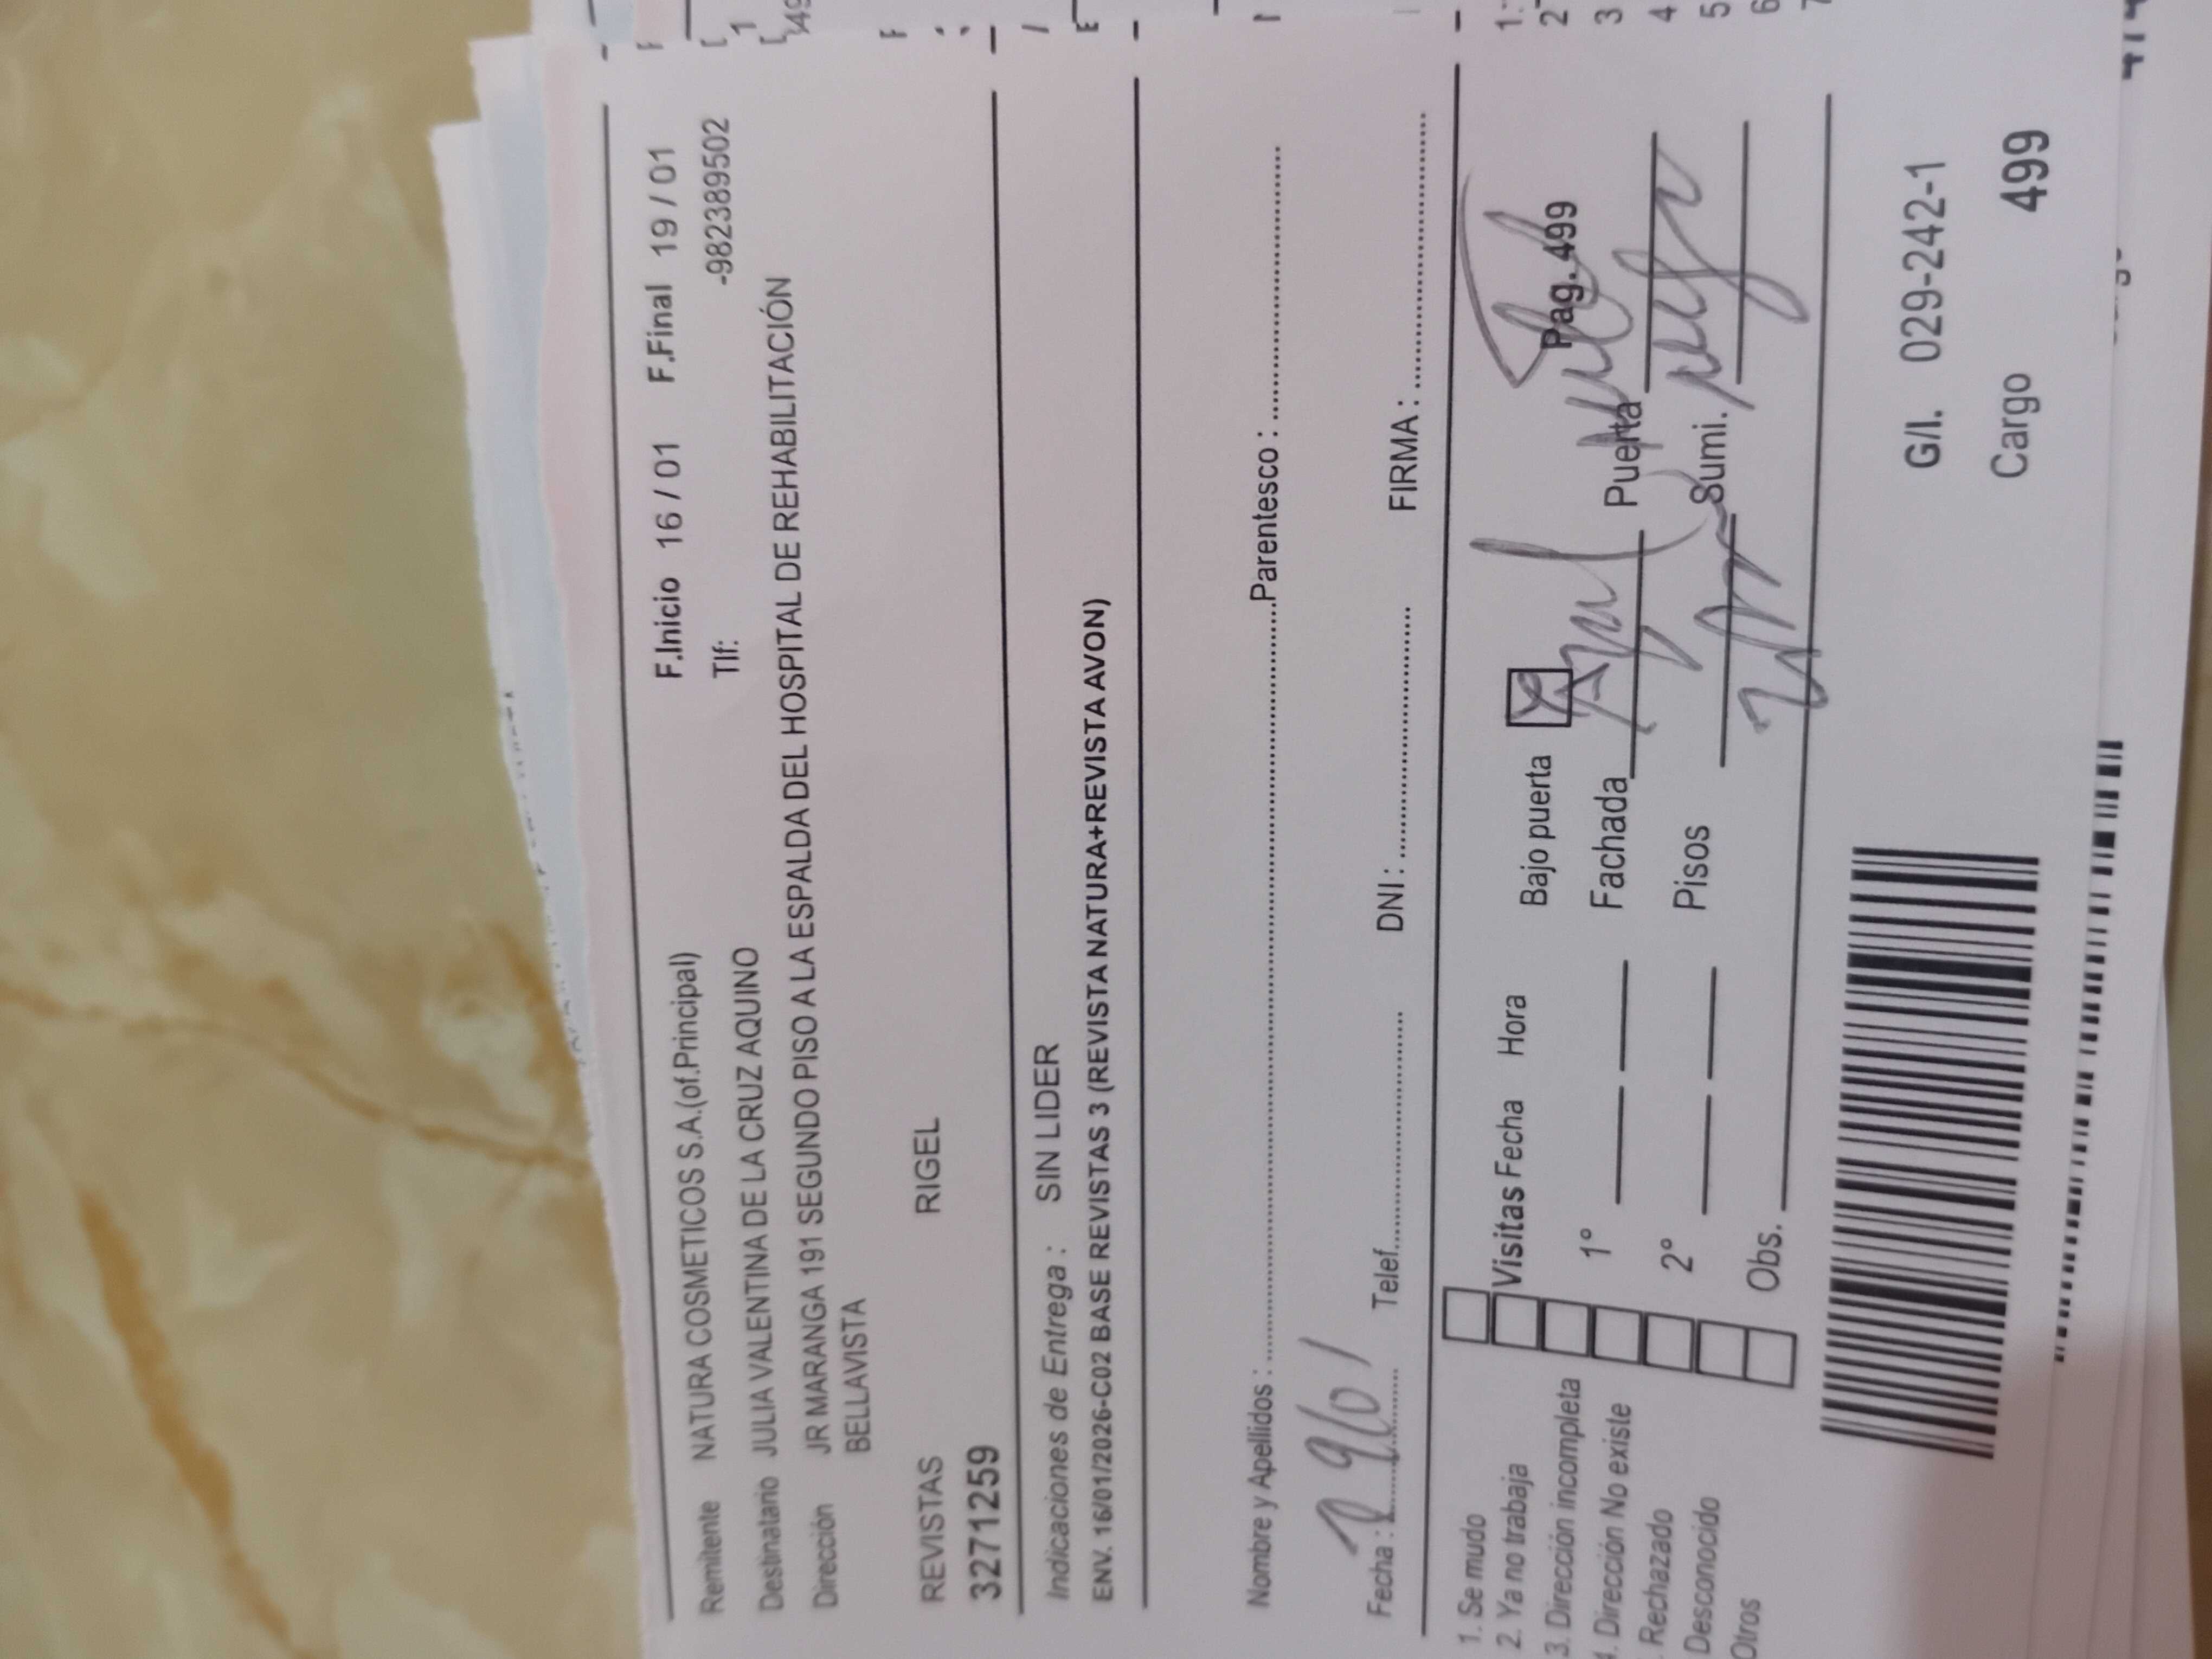 F.Inicio 16 / 01 F.Final 19 / 01
Remitente NATURA COSMETICOS S.A.(of.Principal) Tlf: -982389502
Destinatario JULIA VALENTINA DE LA CRUZ AQUINO
Dirección JR MARANGA 191 SEGUNDO PISO A LA ESPALDA DEL HOSPITAL DE REHABILITACIÓN
BELLAVISTA
REVISTAS RIGEL
3271259
Indicaciones de Entrega : SIN LIDER
ENV. 16/01/2026-C02 BASE REVISTAS 3 (REVISTA NATURA+REVISTA AVON)
Nombre y Apellidos : Parentesco :
Fecha : 19/01 Telef. DNI : FIRMA :
1. Se mudo
2. Ya no trabaja Visitas Fecha Hora Bajo puerta Pag. 499
3. Dirección incompleta 1° Fachada Azul Puerta
4. Dirección No existe
Rechazado 2° Pisos Sumi.
Desconocido
Otros Obs.
G/I. 029-242-1
Cargo 499